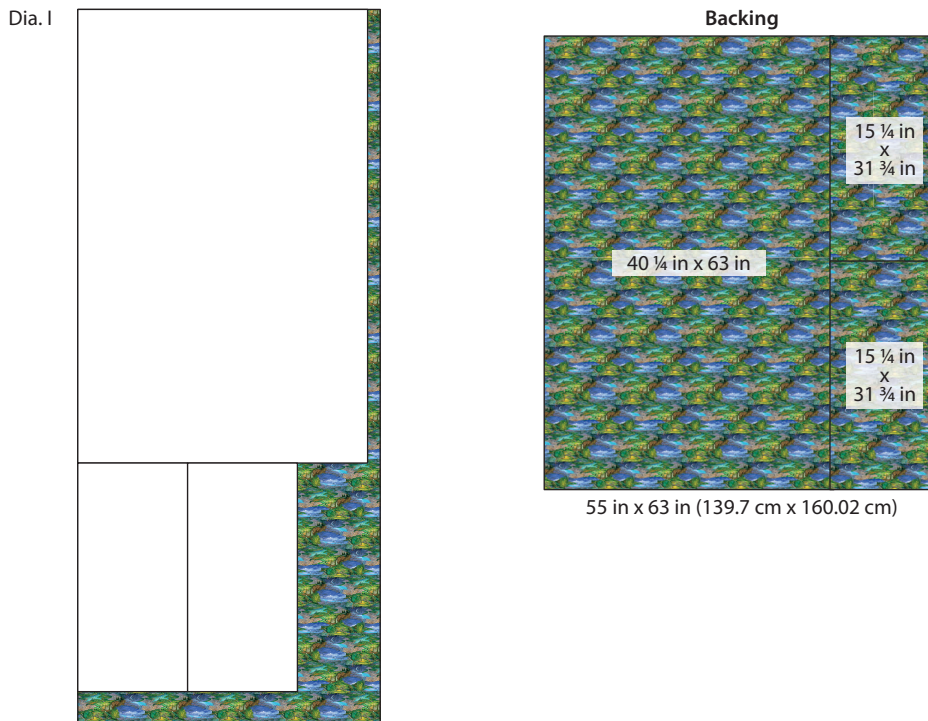 Dia. I
Backing
15 ¼ in
x
31 ¾ in
40 ¼ in x 63 in
15 ¼ in
x
31 ¾ in
55 in x 63 in (139.7 cm x 160.02 cm)